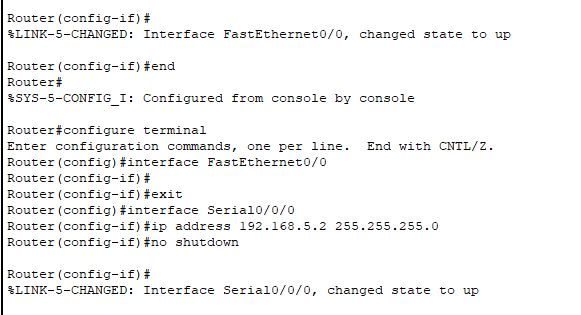 Router(config-if)#
%LINK-5-CHANGED: Interface FastEthernet0/0, changed state to up
Router(config-if)#end
Router#
%SYS-5-CONFIG_I: Configured from console by console
Router#configure terminal
Enter configuration commands, one per line.  End with CNTL/Z.
Router(config)#interface FastEthernet0/0
Router(config-if)#
Router(config-if)#exit
Router(config)#interface Serial0/0/0
Router(config-if)#ip address 192.168.5.2 255.255.255.0
Router(config-if)#no shutdown
Router(config-if)#
%LINK-5-CHANGED: Interface Serial0/0/0, changed state to up